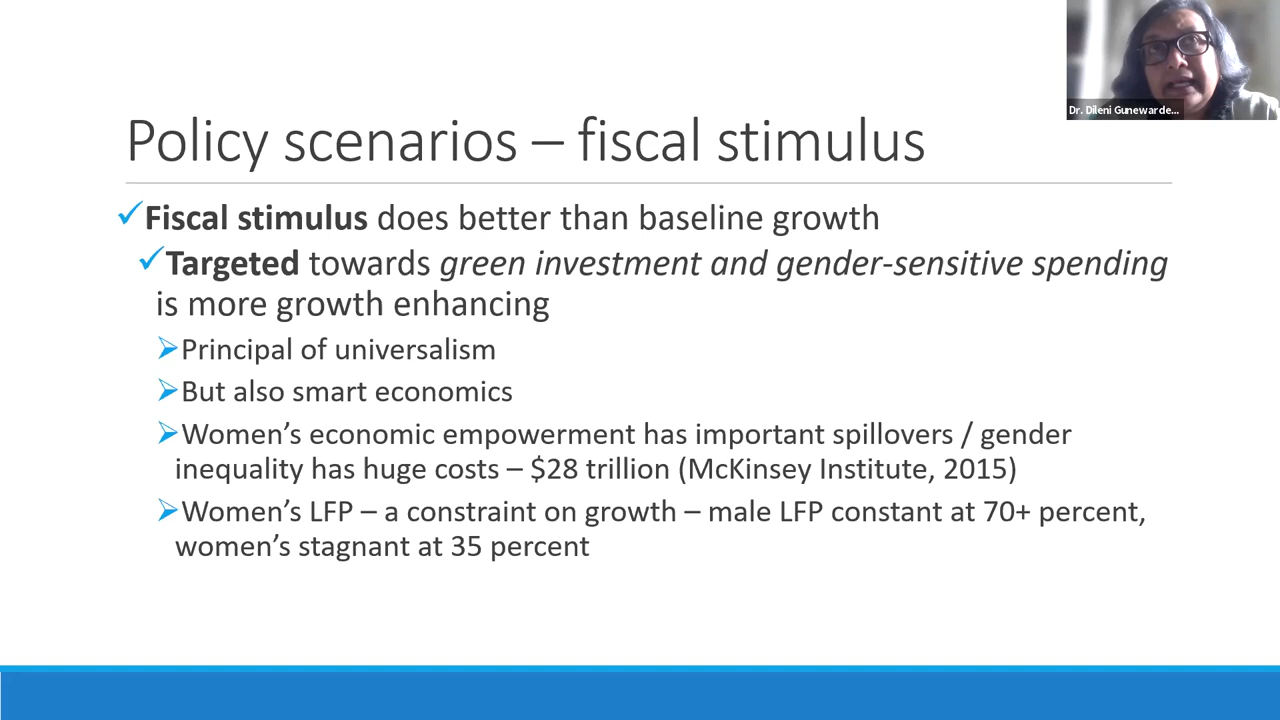 Dr. Dileni Gunewarde...
Policy scenarios – fiscal stimulus
Fiscal stimulus does better than baseline growth
Targeted towards green investment and gender-sensitive spending
is more growth enhancing
Principal of universalism
But also smart economics
Women's economic empowerment has important spillovers / gender
inequality has huge costs – $28 trillion (McKinsey Institute, 2015)
Women's LFP – a constraint on growth – male LFP constant at 70+ percent,
women's stagnant at 35 percent